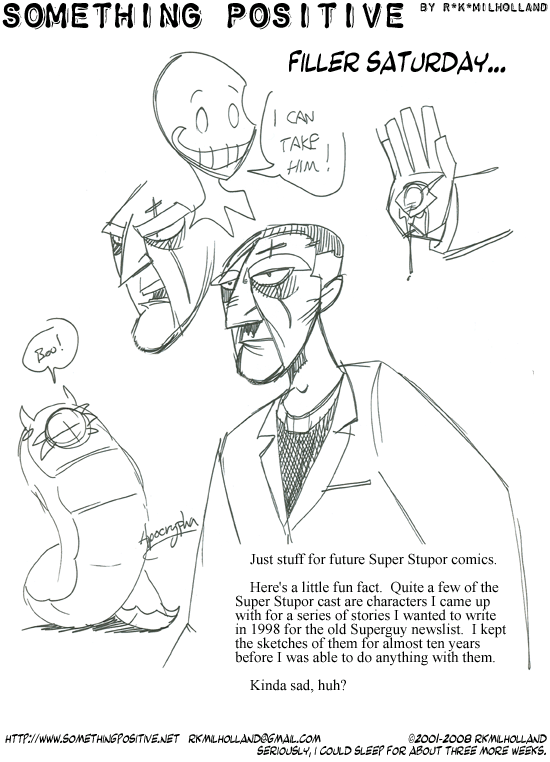 SOMETHING POSITIVE BY R*K*MILHOLLAND
FILLER SATURDAY...
I CAN
TAKE
HIM!
Boo!
Apocrypha
Just stuff for future Super Stupor comics.
Here's a little fun fact. Quite a few of the
Super Stupor cast are characters I came up
with for a series of stories I wanted to write
in 1998 for the old Superguy newslist. I kept
the sketches of them for almost ten years
before I was able to do anything with them.
Kinda sad, huh?
HTTP://WWW.SOMETHINGPOSITIVE.NET RKMILHOLLAND@GMAIL.COM ©2001-2008 RKMILHOLLAND
SERIOUSLY, I COULD SLEEP FOR ABOUT THREE MORE WEEKS.